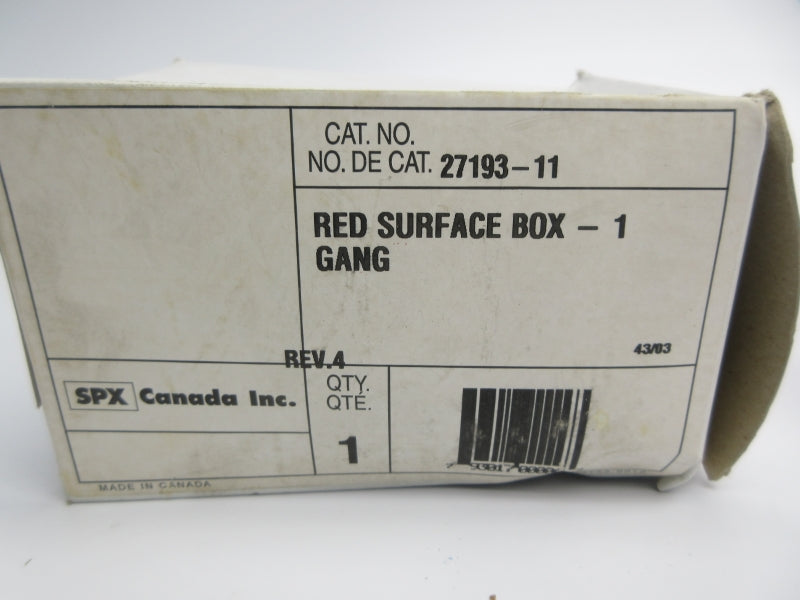 CAT. NO.
NO. DE CAT. 27193-11
RED SURFACE BOX - 1
GANG
43/03
REV.4
SPX Canada Inc.
QTY.
QTÉ.
1
MADE IN CANADA